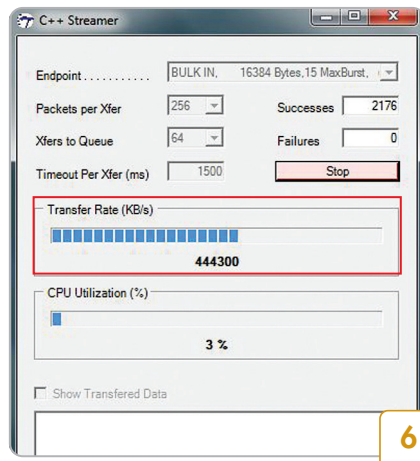 C++ Streamer
Endpoint . . . . . . . . . . . BULK IN, 16384 Bytes,15 MaxBurst,
Packets per Xfer 256 Successes 2176
Xfers to Queue 64 Failures 0
Timeout Per Xfer (ms) 1500 Stop
Transfer Rate (KB/s)
444300
CPU Utilization (%)
3 %
Show Transfered Data
6